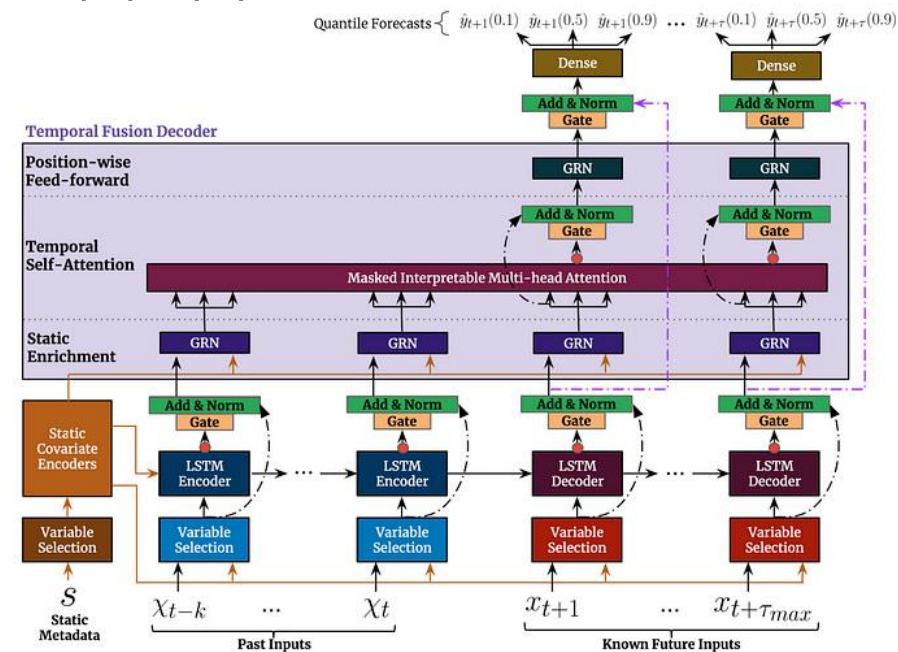 Quantile Forecasts { ŷt+1(0.1) ŷt+1(0.5) ŷt+1(0.9) ... ŷt+τ(0.1) ŷt+τ(0.5) ŷt+τ(0.9)
Dense Dense
Add & Norm Add & Norm
Gate Gate
Temporal Fusion Decoder
Position-wise
Feed-forward
GRN GRN
Add & Norm Add & Norm
Gate Gate
Temporal
Self-Attention
Masked Interpretable Multi-head Attention
Static
Enrichment
GRN GRN GRN GRN
Add & Norm Add & Norm Add & Norm Add & Norm
Gate Gate Gate Gate
Static
Covariate
Encoders
LSTM
Encoder
...
LSTM
Encoder
LSTM
Decoder
...
LSTM
Decoder
Variable
Selection
Variable
Selection
Variable
Selection
Variable
Selection
Variable
Selection
s χt−k ... χt xt+1 ... xt+τmax
Static
Metadata
Past Inputs Known Future Inputs